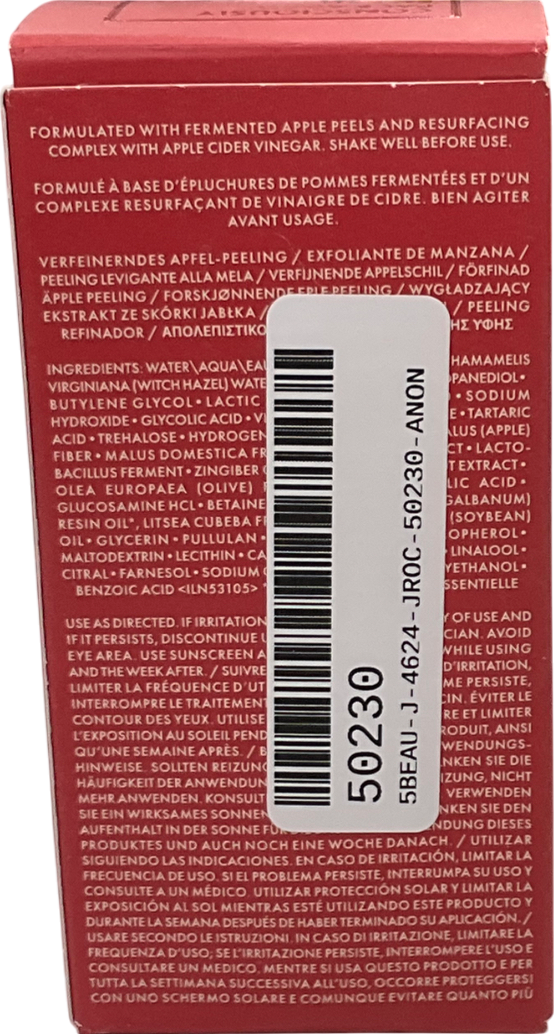 CONSCIOUSLY
FORMULATED WITH FERMENTED APPLE PEELS AND RESURFACING
COMPLEX WITH APPLE CIDER VINEGAR. SHAKE WELL BEFORE USE.
FORMULÉ À BASE D'ÉPLUCHURES DE POMMES FERMENTÉES ET D'UN
COMPLEXE RESURFAÇANT DE VINAIGRE DE CIDRE. BIEN AGITER
AVANT USAGE.
VERFEINERNDES APFEL-PEELING / EXFOLIANTE DE MANZANA /
PEELING LEVIGANTE ALLA MELA / VERFIJNENDE APPELSCHIL / FÖRFINAD
ÄPPLE PEELING / FORSKJØNNENDE EPLE PEELING / WYGŁADZAJĄCY
EKSTRAKT ZE SKÓRKI JABŁKA / / PEELING
REFINADOR / ΑΠΟΛΕΠΙΣΤΙΚΟ ΗΣ ΥΦΗΣ
INGREDIENTS: WATER\AQUA\EAU HAMAMELIS
VIRGINIANA (WITCH HAZEL) WATE OPANEDIOL •
BUTYLENE GLYCOL • LACTIC • SODIUM
HYDROXIDE • GLYCOLIC ACID • E • TARTARIC
ACID • TREHALOSE • HYDROGEN ALUS (APPLE)
FIBER • MALUS DOMESTICA FR CT • LACTO-
BACILLUS FERMENT • ZINGIBER T EXTRACT •
OLEA EUROPAEA (OLIVE) LIC ACID •
GLUCOSAMINE HCL • BETAINE GALBANUM)
RESIN OIL*, LITSEA CUBEBA F (SOYBEAN)
OIL • GLYCERIN • PULLULAN • OPHEROL •
MALTODEXTRIN • LECITHIN • CA LINALOOL •
CITRAL • FARNESOL • SODIUM YETHANOL •
BENZOIC ACID <ILN53105> * SSENTIELLE
USE AS DIRECTED. IF IRRITATION Y OF USE AND
IF IT PERSISTS, DISCONTINUE U CIAN. AVOID
EYE AREA. USE SUNSCREEN A WHILE USING
AND THE WEEK AFTER. / SUIVRE D'IRRITATION,
LIMITER LA FRÉQUENCE D'UT ME PERSISTE,
INTERROMPRE LE TRAITEMENT CIN. ÉVITER LE
CONTOUR DES YEUX. UTILISE RE ET LIMITER
L'EXPOSITION AU SOLEIL PEND RODUIT, AINSI
QU'UNE SEMAINE APRÈS. / B WENDUNGS-
HINWEISE. SOLLTEN REIZUNG NKEN SIE DIE
HÄUFIGKEIT DER ANWENDUN IZUNG, NICHT
MEHR ANWENDEN. KONSULT VERWENDEN
SIE EIN WIRKSAMES SONNEN NKEN SIE DEN
AUFENTHALT IN DER SONNE FÜ NDUNG DIESES
PRODUKTES UND AUCH NOCH EINE WOCHE DANACH. / UTILIZAR
SIGUIENDO LAS INDICACIONES. EN CASO DE IRRITACIÓN, LIMITAR LA
FRECUENCIA DE USO. SI EL PROBLEMA PERSISTE, INTERRUMPA SU USO Y
CONSULTE A UN MÉDICO. UTILIZAR PROTECCIÓN SOLAR Y LIMITAR LA
EXPOSICIÓN AL SOL MIENTRAS ESTÉ UTILIZANDO ESTE PRODUCTO Y
DURANTE LA SEMANA DESPUÉS DE HABER TERMINADO SU APLICACIÓN. /
USARE SECONDO LE ISTRUZIONI. IN CASO DI IRRITAZIONE, LIMITARE LA
FREQUENZA D'USO; SE L'IRRITAZIONE PERSISTE, INTERROMPERE L'USO E
CONSULTARE UN MEDICO. MENTRE SI USA QUESTO PRODOTTO E PER
TUTTA LA SETTIMANA SUCCESSIVA ALL'USO, OCCORRE PROTEGGERSI
CON UNO SCHERMO SOLARE E COMUNQUE EVITARE QUANTO PIÙ
50230
5BEAU-J-4624-JROC-50230-ANON